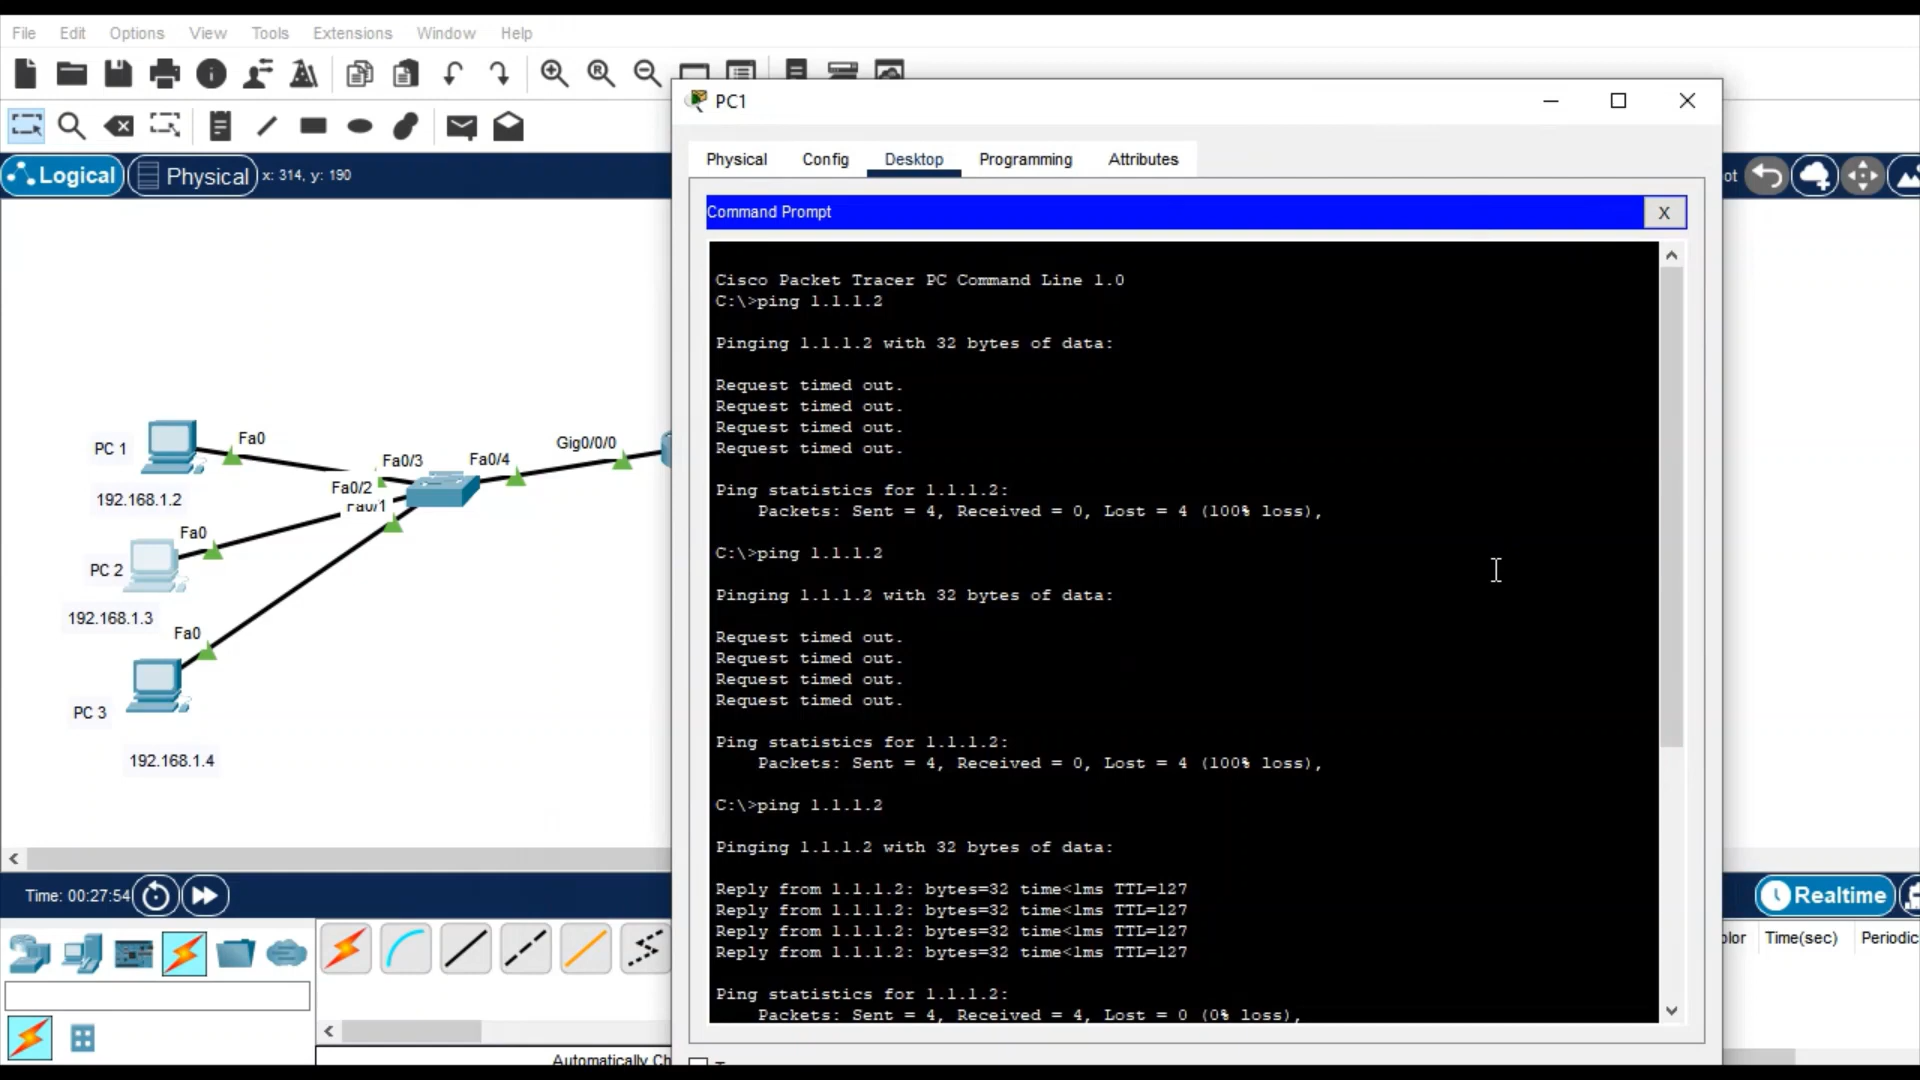 File Edit Options View Tools Extensions Window Help
PC1
Physical Config Desktop Programming Attributes
Logical Physical x: 314, y: 190
Command Prompt
X
Cisco Packet Tracer PC Command Line 1.0
C:\>ping 1.1.1.2
Pinging 1.1.1.2 with 32 bytes of data:
Request timed out.
Request timed out.
Request timed out.
Request timed out.
Ping statistics for 1.1.1.2:
Packets: Sent = 4, Received = 0, Lost = 4 (100% loss),
C:\>ping 1.1.1.2
Pinging 1.1.1.2 with 32 bytes of data:
Request timed out.
Request timed out.
Request timed out.
Request timed out.
Ping statistics for 1.1.1.2:
Packets: Sent = 4, Received = 0, Lost = 4 (100% loss),
C:\>ping 1.1.1.2
Pinging 1.1.1.2 with 32 bytes of data:
Reply from 1.1.1.2: bytes=32 time<1ms TTL=127
Reply from 1.1.1.2: bytes=32 time<1ms TTL=127
Reply from 1.1.1.2: bytes=32 time<1ms TTL=127
Reply from 1.1.1.2: bytes=32 time<1ms TTL=127
Ping statistics for 1.1.1.2:
Packets: Sent = 4, Received = 4, Lost = 0 (0% loss),
PC 1
Fa0
192.168.1.2
Fa0/3
Fa0/4
Gig0/0/0
Fa0/2
Fa0/1
Fa0
PC 2
192.168.1.3
Fa0
PC 3
192.168.1.4
Time: 00:27:54
Realtime
Time(sec) Periodic
Automatically